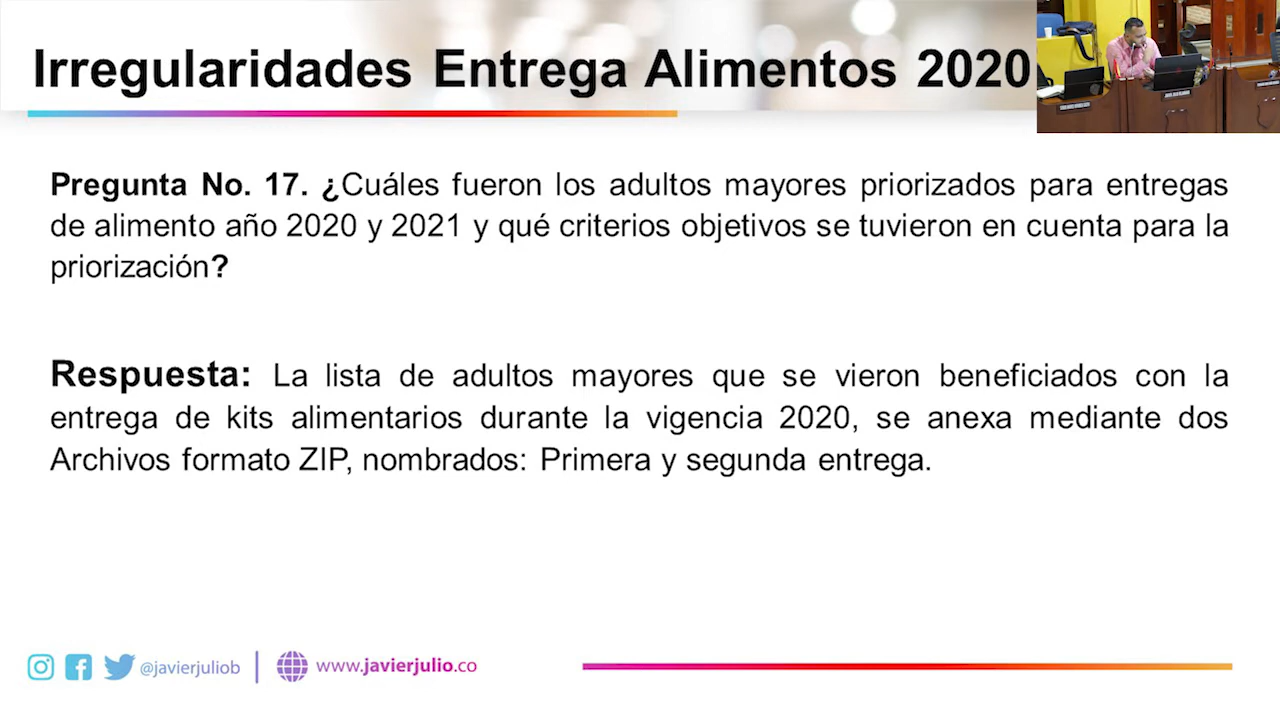 Irregularidades Entrega Alimentos 2020
Pregunta No. 17. ¿Cuáles fueron los adultos mayores priorizados para entregas
de alimento año 2020 y 2021 y qué criterios objetivos se tuvieron en cuenta para la
priorización?
Respuesta: La lista de adultos mayores que se vieron beneficiados con la
entrega de kits alimentarios durante la vigencia 2020, se anexa mediante dos
Archivos formato ZIP, nombrados: Primera y segunda entrega.
@javierjuliob
www.javierjulio.co